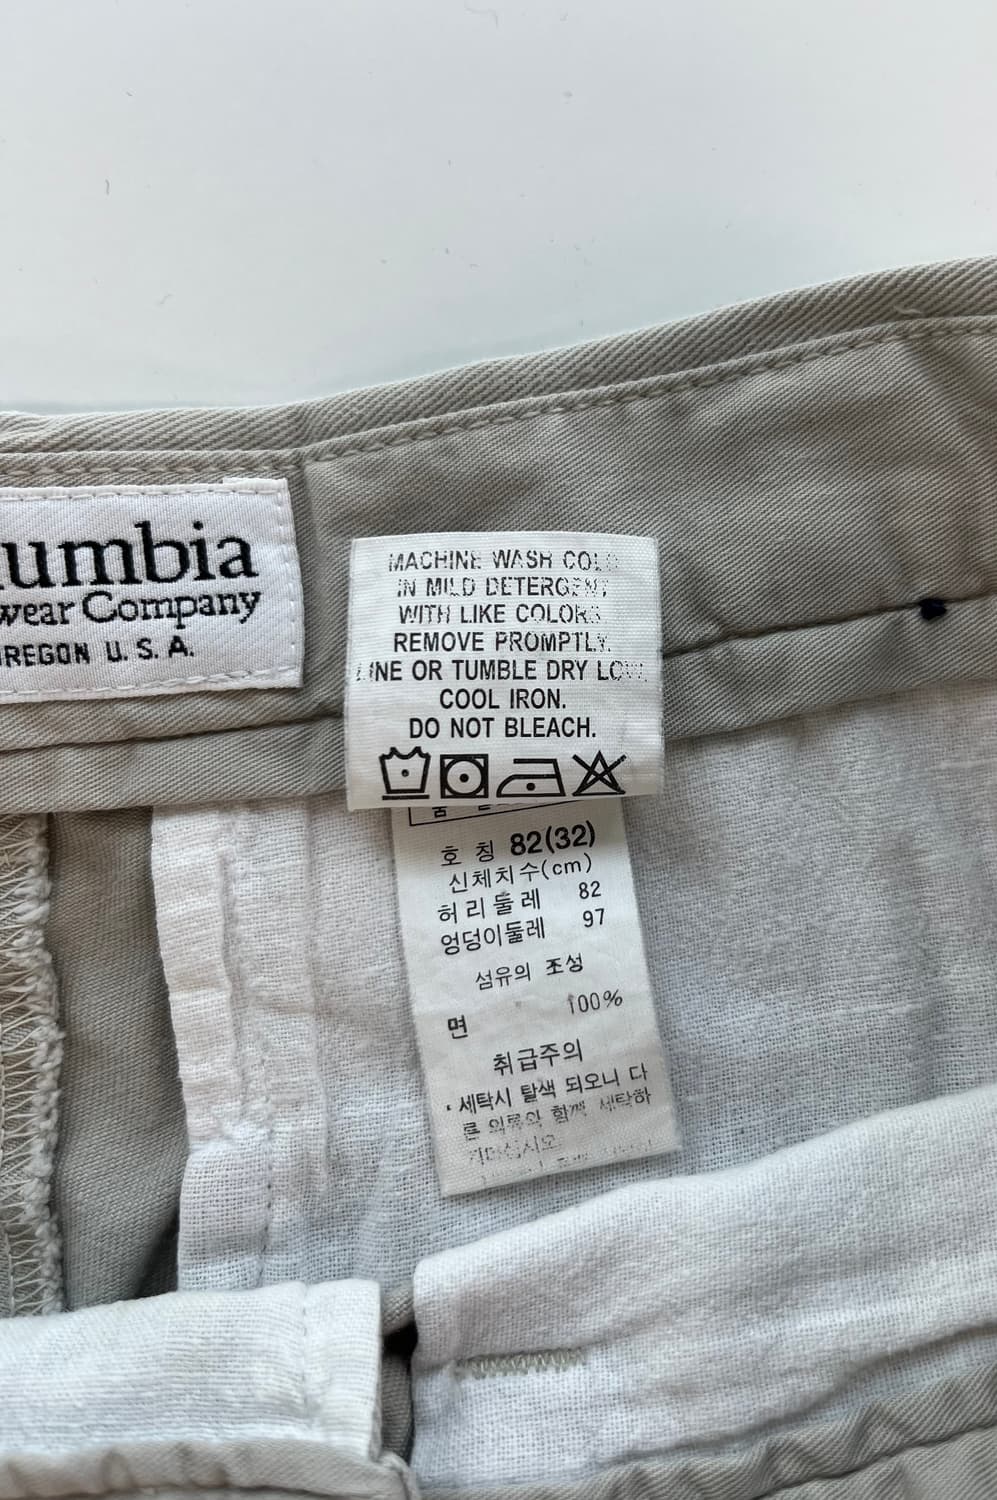 lumbia
wear Company
OREGON U.S.A.
MACHINE WASH COLD
IN MILD DETERGENT
WITH LIKE COLORS
REMOVE PROMPTLY.
LINE OR TUMBLE DRY LOW.
COOL IRON.
DO NOT BLEACH.
호칭 82(32)
신체치수(cm)
허리둘레 82
엉덩이둘레 97
섬유의 조성
면 100%
취급주의
·세탁시 탈색 되오니 다
른 의류와 함께 세탁하